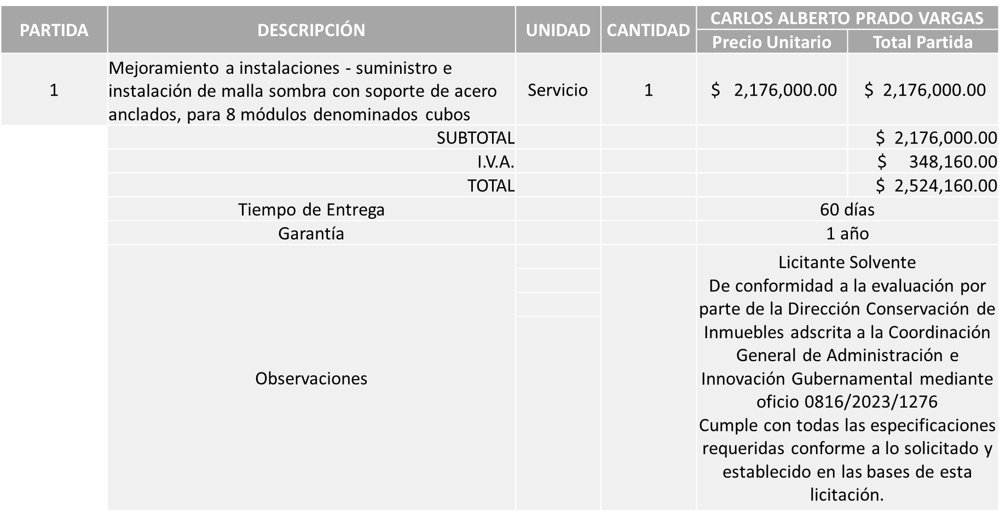 PARTIDA DESCRIPCIÓN UNIDAD CANTIDAD CARLOS ALBERTO PRADO VARGAS
Precio Unitario Total Partida
Mejoramiento a instalaciones - suministro e
1 instalación de malla sombra con soporte de acero Servicio 1 $ 2,176,000.00 $ 2,176,000.00
anclados, para 8 módulos denominados cubos
SUBTOTAL $ 2,176,000.00
I.V.A. $ 348,160.00
TOTAL $ 2,524,160.00
Tiempo de Entrega 60 días
Garantía 1 año
Observaciones
Licitante Solvente
De conformidad a la evaluación por
parte de la Dirección Conservación de
Inmuebles adscrita a la Coordinación
General de Administración e
Innovación Gubernamental mediante
oficio 0816/2023/1276
Cumple con todas las especificaciones
requeridas conforme a lo solicitado y
establecido en las bases de esta
licitación.